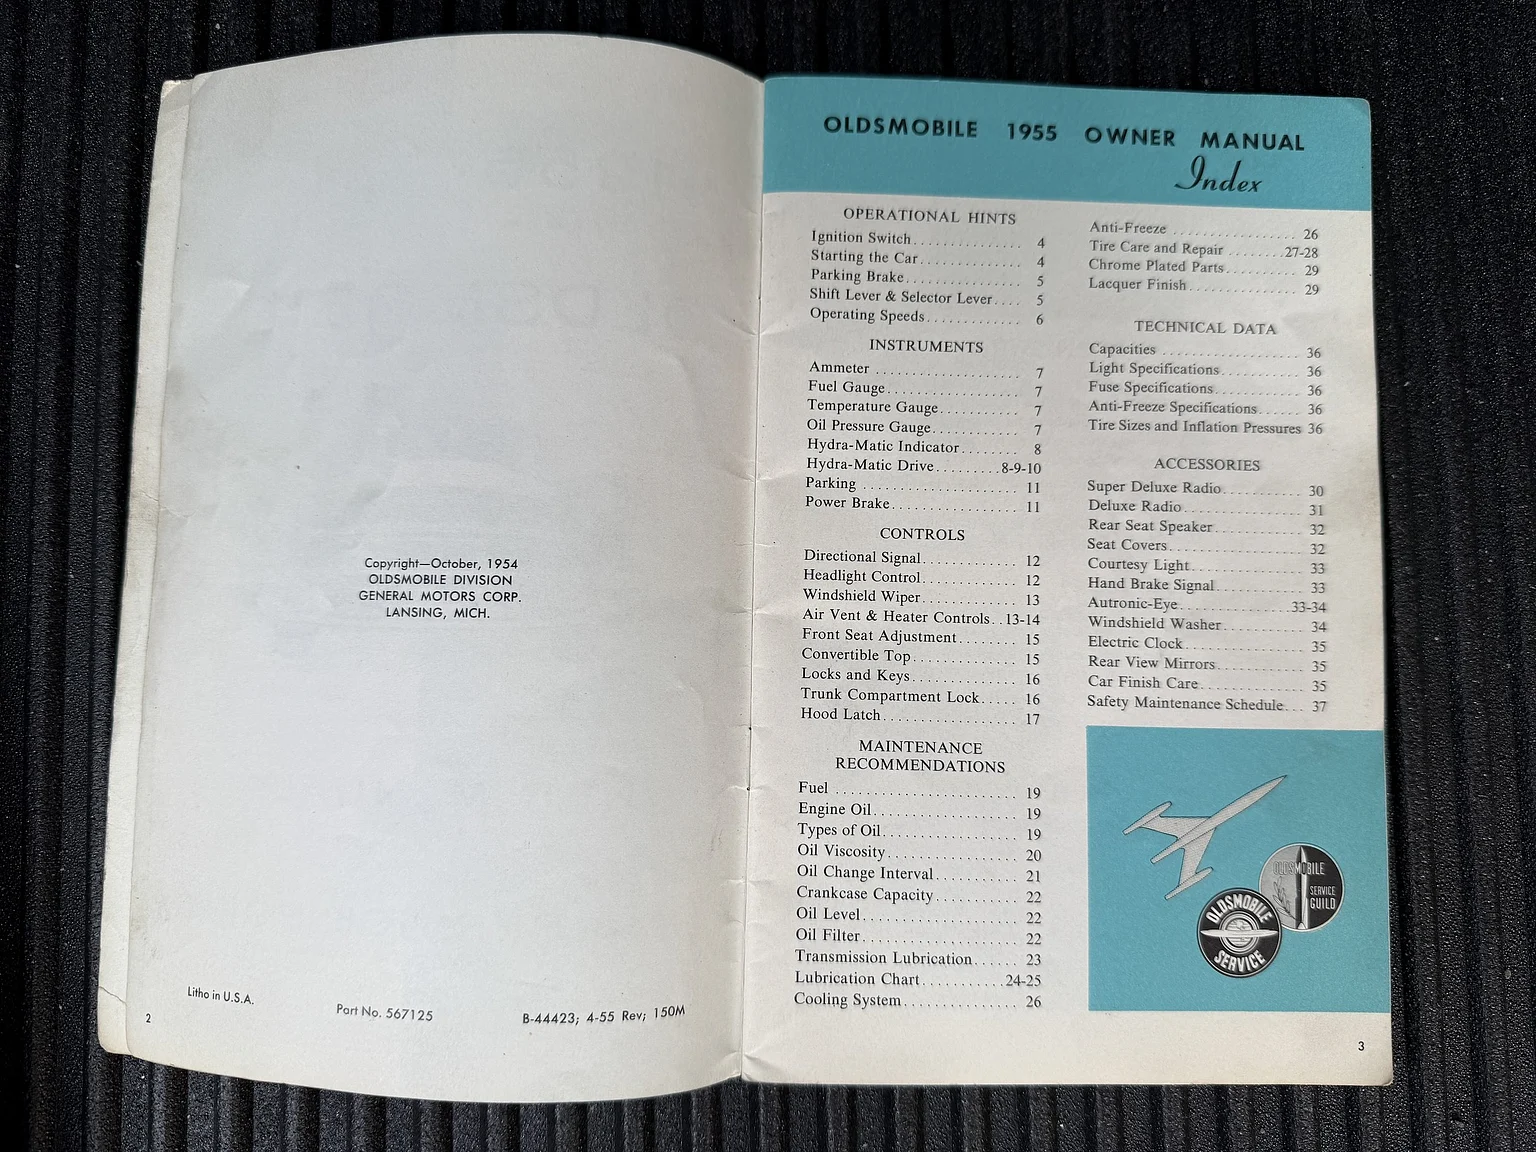 Copyright—October, 1954
OLDSMOBILE DIVISION
GENERAL MOTORS CORP.
LANSING, MICH.
Litho in U.S.A.
Part No. 567125
B-44423; 4-55 Rev; 150M
2
OLDSMOBILE 1955 OWNER MANUAL
Index
OPERATIONAL HINTS
Ignition Switch............... 4
Starting the Car.............. 4
Parking Brake................ 5
Shift Lever & Selector Lever.... 5
Operating Speeds............. 6
INSTRUMENTS
Ammeter .................... 7
Fuel Gauge................... 7
Temperature Gauge........... 7
Oil Pressure Gauge............ 7
Hydra-Matic Indicator........ 8
Hydra-Matic Drive.........8-9-10
Parking ..................... 11
Power Brake................. 11
CONTROLS
Directional Signal............. 12
Headlight Control............. 12
Windshield Wiper............. 13
Air Vent & Heater Controls..13-14
Front Seat Adjustment........ 15
Convertible Top.............. 15
Locks and Keys............... 16
Trunk Compartment Lock..... 16
Hood Latch.................. 17
MAINTENANCE
RECOMMENDATIONS
Fuel ........................ 19
Engine Oil................... 19
Types of Oil.................. 19
Oil Viscosity................. 20
Oil Change Interval........... 21
Crankcase Capacity........... 22
Oil Level.................... 22
Oil Filter.................... 22
Transmission Lubrication...... 23
Lubrication Chart...........24-25
Cooling System............... 26
Anti-Freeze ................. 26
Tire Care and Repair ........27-28
Chrome Plated Parts.......... 29
Lacquer Finish............... 29
TECHNICAL DATA
Capacities ................... 36
Light Specifications........... 36
Fuse Specifications............ 36
Anti-Freeze Specifications...... 36
Tire Sizes and Inflation Pressures 36
ACCESSORIES
Super Deluxe Radio........... 30
Deluxe Radio................. 31
Rear Seat Speaker............. 32
Seat Covers.................. 32
Courtesy Light............... 33
Hand Brake Signal............ 33
Autronic-Eye...............33-34
Windshield Washer........... 34
Electric Clock................ 35
Rear View Mirrors............ 35
Car Finish Care............... 35
Safety Maintenance Schedule... 37
OLDSMOBILE
SERVICE
GUILD
OLDSMOBILE
SERVICE
3